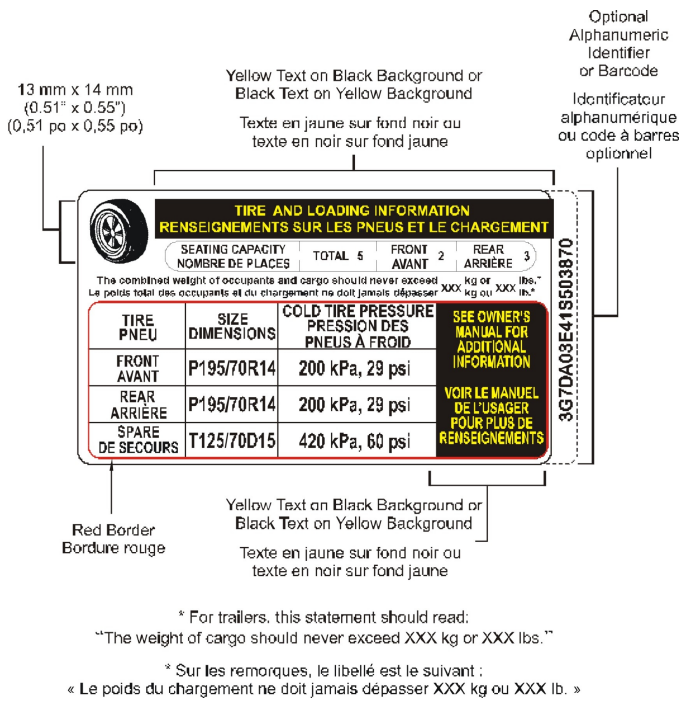 Optional
Alphanumeric
Identifier
or Barcode
Identificateur
alphanumérique
ou code à barres
optionnel
Yellow Text on Black Background or
Black Text on Yellow Background
Texte en jaune sur fond noir ou
texte en noir sur fond jaune
13 mm x 14 mm
(0.51" x 0.55")
(0,51 po x 0,55 po)
TIRE AND LOADING INFORMATION
RENSEIGNEMENTS SUR LES PNEUS ET LE CHARGEMENT
SEATING CAPACITY
NOMBRE DE PLACES
TOTAL 5
FRONT
AVANT
2
REAR
ARRIÈRE
3
The combined weight of occupants and cargo should never exceed XXX kg or XXX lbs.*
Le poids total des occupants et du chargement ne doit jamais dépasser XXX kg ou XXX lb.*
TIRE
PNEU
SIZE
DIMENSIONS
COLD TIRE PRESSURE
PRESSION DES
PNEUS À FROID
FRONT
AVANT
P195/70R14
200 kPa, 29 psi
REAR
ARRIÈRE
P195/70R14
200 kPa, 29 psi
SPARE
DE SECOURS
T125/70D15
420 kPa, 60 psi
SEE OWNER'S
MANUAL FOR
ADDITIONAL
INFORMATION
VOIR LE MANUEL
DE L'USAGER
POUR PLUS DE
RENSEIGNEMENTS
3G7DA03E41S503870
Red Border
Bordure rouge
Yellow Text on Black Background or
Black Text on Yellow Background
Texte en jaune sur fond noir ou
texte en noir sur fond jaune
* For trailers, this statement should read:
"The weight of cargo should never exceed XXX kg or XXX lbs."
* Sur les remorques, le libellé est le suivant :
« Le poids du chargement ne doit jamais dépasser XXX kg ou XXX lb. »